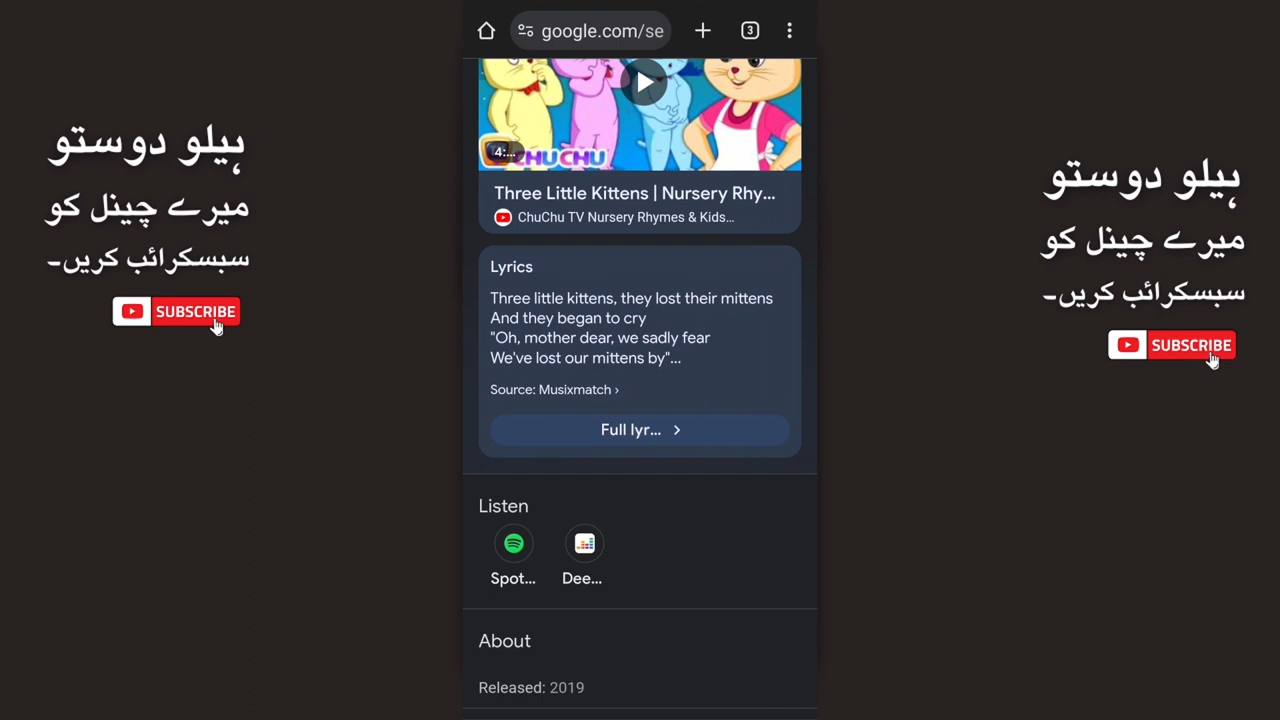 google.com/se
3
4:...
CHUCHU
Three Little Kittens | Nursery Rhy...
ChuChu TV Nursery Rhymes & Kids...
Lyrics
Three little kittens, they lost their mittens
And they began to cry
"Oh, mother dear, we sadly fear
We've lost our mittens by"...
Source: Musixmatch ›
Full lyr... ›
Listen
Spot...
Dee...
About
Released: 2019
ہیلو دوستو
میرے چینل کو
سبسکرائب کریں۔
SUBSCRIBE
ہیلو دوستو
میرے چینل کو
سبسکرائب کریں۔
SUBSCRIBE